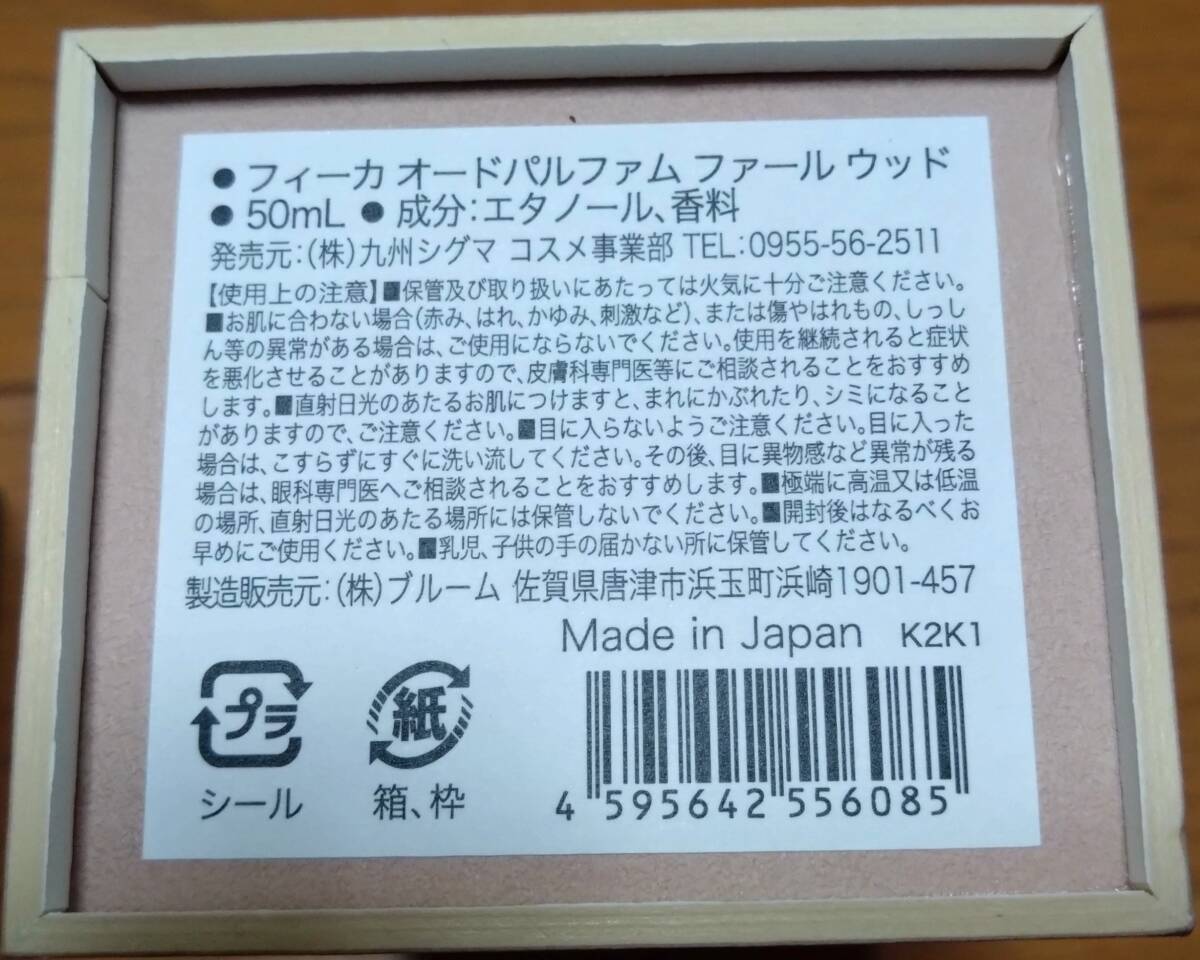 ● フィーカ オードパルファム ファール ウッド
● 50mL ● 成分：エタノール、香料
発売元：(株)九州シグマ コスメ事業部 TEL：0955-56-2511
【使用上の注意】■保管及び取り扱いにあたっては火気に十分ご注意ください。
■お肌に合わない場合(赤み、はれ、かゆみ、刺激など)、または傷やはれもの、しっし
ん等の異常がある場合は、ご使用にならないでください。使用を継続されると症状
を悪化させることがありますので、皮膚科専門医等にご相談されることをおすすめ
します。■直射日光のあたるお肌につけますと、まれにかぶれたり、シミになること
がありますので、ご注意ください。■目に入らないようご注意ください。目に入った
場合は、こすらずにすぐに洗い流してください。その後、目に異物感など異常が残る
場合は、眼科専門医へご相談されることをおすすめします。■極端に高温又は低温
の場所、直射日光のあたる場所には保管しないでください。■開封後はなるべくお
早めにご使用ください。■乳児、子供の手の届かない所に保管してください。
製造販売元：(株)ブルーム 佐賀県唐津市浜玉町浜崎1901-457
Made in Japan K2K1
プラ
紙
シール
箱、枠
4 595642 556085